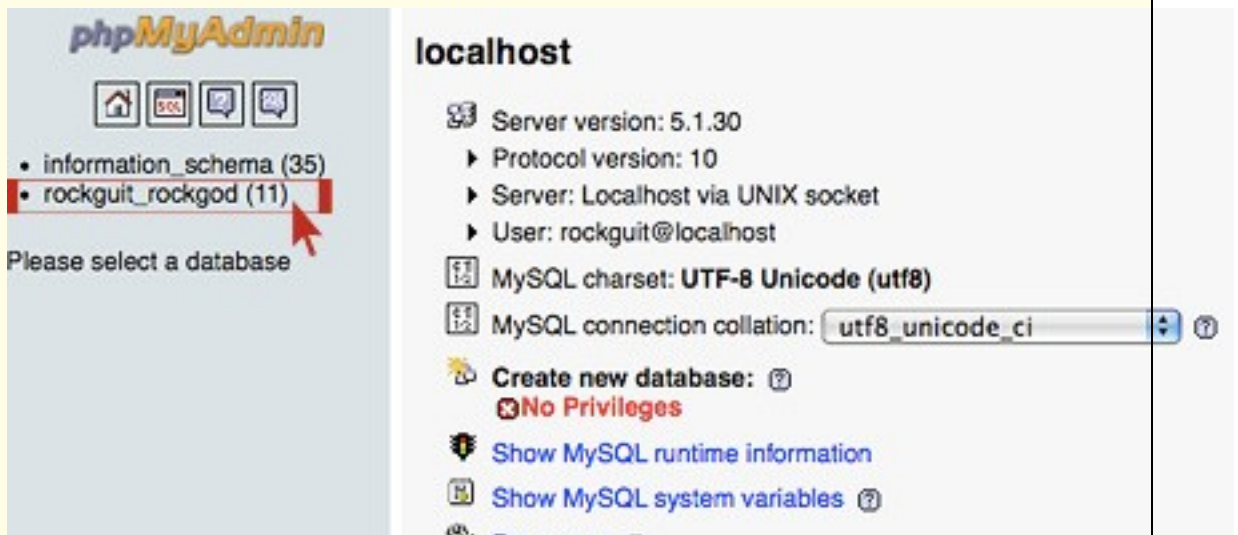 phpMyAdmin
SQL
information_schema (35)
rockguit_rockgod (11)
Please select a database
localhost
Server version: 5.1.30
Protocol version: 10
Server: Localhost via UNIX socket
User: rockguit@localhost
MySQL charset: UTF-8 Unicode (utf8)
MySQL connection collation: utf8_unicode_ci
Create new database:
No Privileges
Show MySQL runtime information
Show MySQL system variables